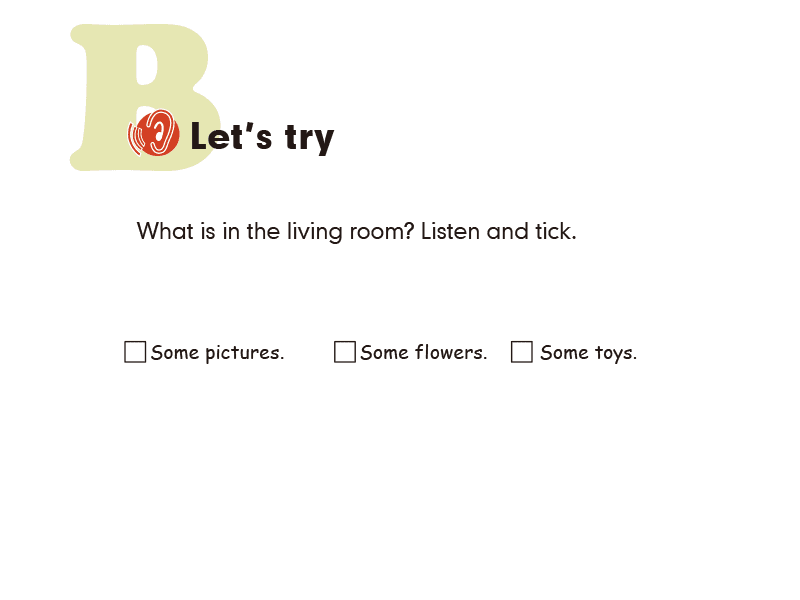 B
Let's try
What is in the living room? Listen and tick.
Some pictures. Some flowers. Some toys.